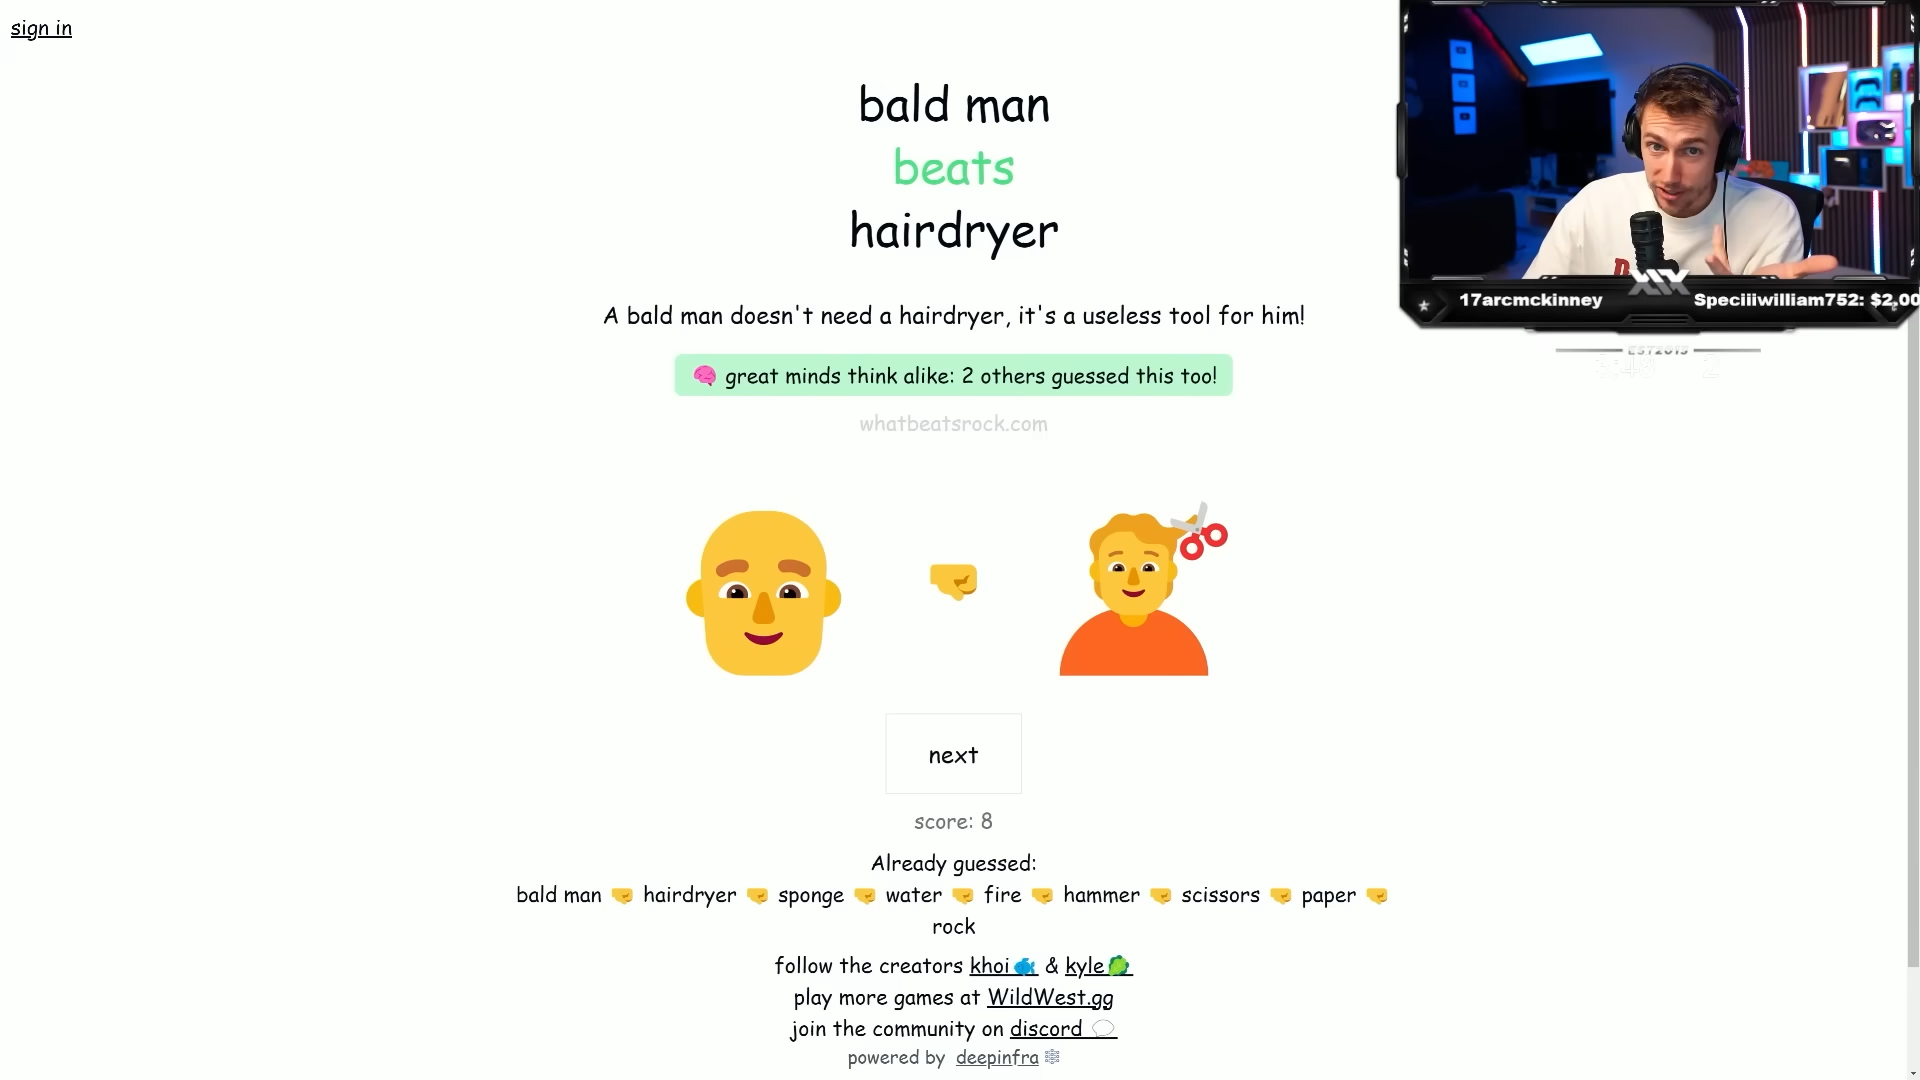 sign in
bald man
beats
hairdryer
A bald man doesn't need a hairdryer, it's a useless tool for him!
🧠 great minds think alike: 2 others guessed this too!
whatbeatsrock.com
next
score: 8
Already guessed:
bald man 🤜 hairdryer 🤜 sponge 🤜 water 🤜 fire 🤜 hammer 🤜 scissors 🤜 paper 🤜
rock
follow the creators khoi🐟 & kyle🥬
play more games at WildWest.gg
join the community on discord 💬
powered by deepinfra
XIX
17arcmckinney Speciiiwilliam752: $2.00
EST2013